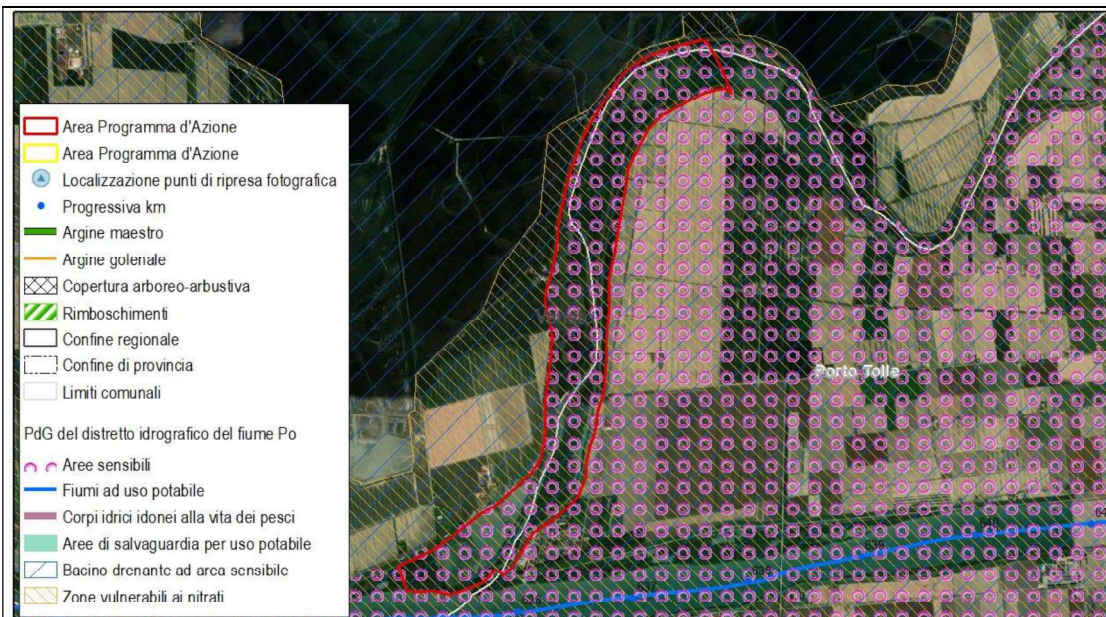 Area Programma d'Azione
Area Programma d'Azione
Localizzazione punti di ripresa fotografica
Progressiva km
Argine maestro
Argine golenale
Copertura arboreo-arbustiva
Rimboschimenti
Confine regionale
Confine di provincia
Limiti comunali
PdG del distretto idrografico del fiume Po
Aree sensibili
Fiumi ad uso potabile
Corpi idrici idonei alla vita dei pesci
Aree di salvaguardia per uso potabile
Bacino drenante ad area sensibile
Zone vulnerabili ai nitrati
Porto Tolle